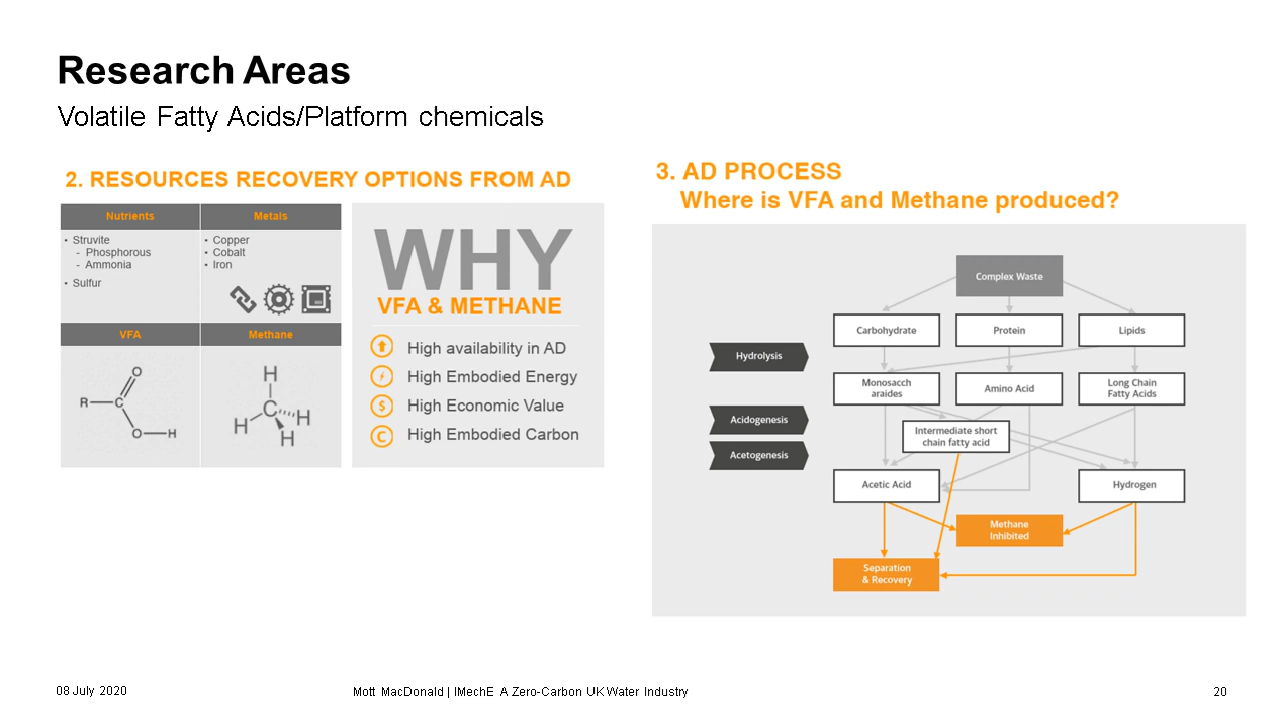 Research Areas
Volatile Fatty Acids/Platform chemicals
2. RESOURCES RECOVERY OPTIONS FROM AD
Nutrients
• Struvite
- Phosphorous
- Ammonia
• Sulfur
Metals
• Copper
• Cobalt
• Iron
VFA
O
R C
O H
Methane
H
C
H H
H
WHY
VFA & METHANE
High availability in AD
High Embodied Energy
$ High Economic Value
C High Embodied Carbon
3. AD PROCESS
Where is VFA and Methane produced?
Complex Waste
Carbohydrate
Protein
Lipids
Hydrolysis
Monosacch
araides
Amino Acid
Long Chain
Fatty Acids
Acidogenesis
Intermediate short
chain fatty acid
Acetogenesis
Acetic Acid
Hydrogen
Methane
Inhibited
Separation
& Recovery
08 July 2020
Mott MacDonald | IMechE A Zero-Carbon UK Water Industry
20